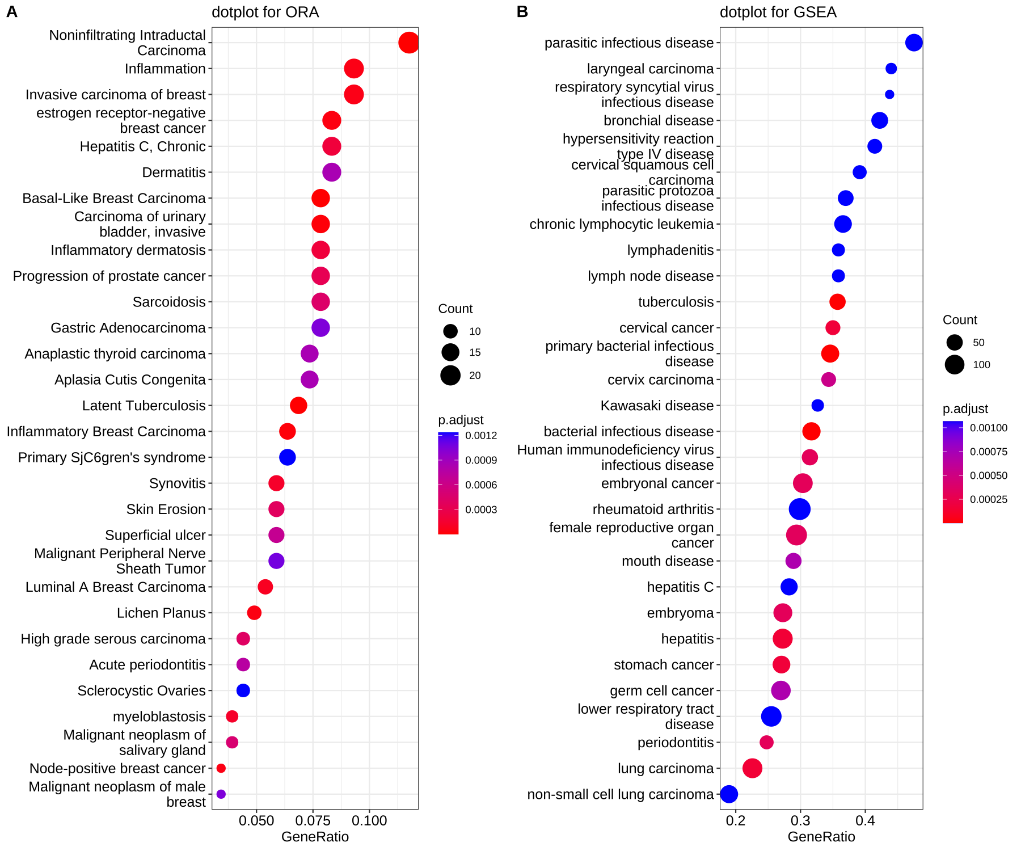 A
dotplot for ORA
Noninfiltrating Intraductal
Carcinoma
Inflammation
Invasive carcinoma of breast
estrogen receptor-negative
breast cancer
Hepatitis C, Chronic
Dermatitis
Basal-Like Breast Carcinoma
Carcinoma of urinary
bladder, invasive
Inflammatory dermatosis
Progression of prostate cancer
Sarcoidosis
Gastric Adenocarcinoma
Anaplastic thyroid carcinoma
Aplasia Cutis Congenita
Latent Tuberculosis
Inflammatory Breast Carcinoma
Primary SjC6gren's syndrome
Synovitis
Skin Erosion
Superficial ulcer
Malignant Peripheral Nerve
Sheath Tumor
Luminal A Breast Carcinoma
Lichen Planus
High grade serous carcinoma
Acute periodontitis
Sclerocystic Ovaries
myeloblastosis
Malignant neoplasm of
salivary gland
Node-positive breast cancer
Malignant neoplasm of male
breast
0.050 0.075 0.100
GeneRatio
Count
10
15
20
p.adjust
0.0012
0.0009
0.0006
0.0003
B
dotplot for GSEA
parasitic infectious disease
laryngeal carcinoma
respiratory syncytial virus
infectious disease
bronchial disease
hypersensitivity reaction
type IV disease
cervical squamous cell
carcinoma
parasitic protozoa
infectious disease
chronic lymphocytic leukemia
lymphadenitis
lymph node disease
tuberculosis
cervical cancer
primary bacterial infectious
disease
cervix carcinoma
Kawasaki disease
bacterial infectious disease
Human immunodeficiency virus
infectious disease
embryonal cancer
rheumatoid arthritis
female reproductive organ
cancer
mouth disease
hepatitis C
embryoma
hepatitis
stomach cancer
germ cell cancer
lower respiratory tract
disease
periodontitis
lung carcinoma
non-small cell lung carcinoma
0.2 0.3 0.4
GeneRatio
Count
50
100
p.adjust
0.00100
0.00075
0.00050
0.00025